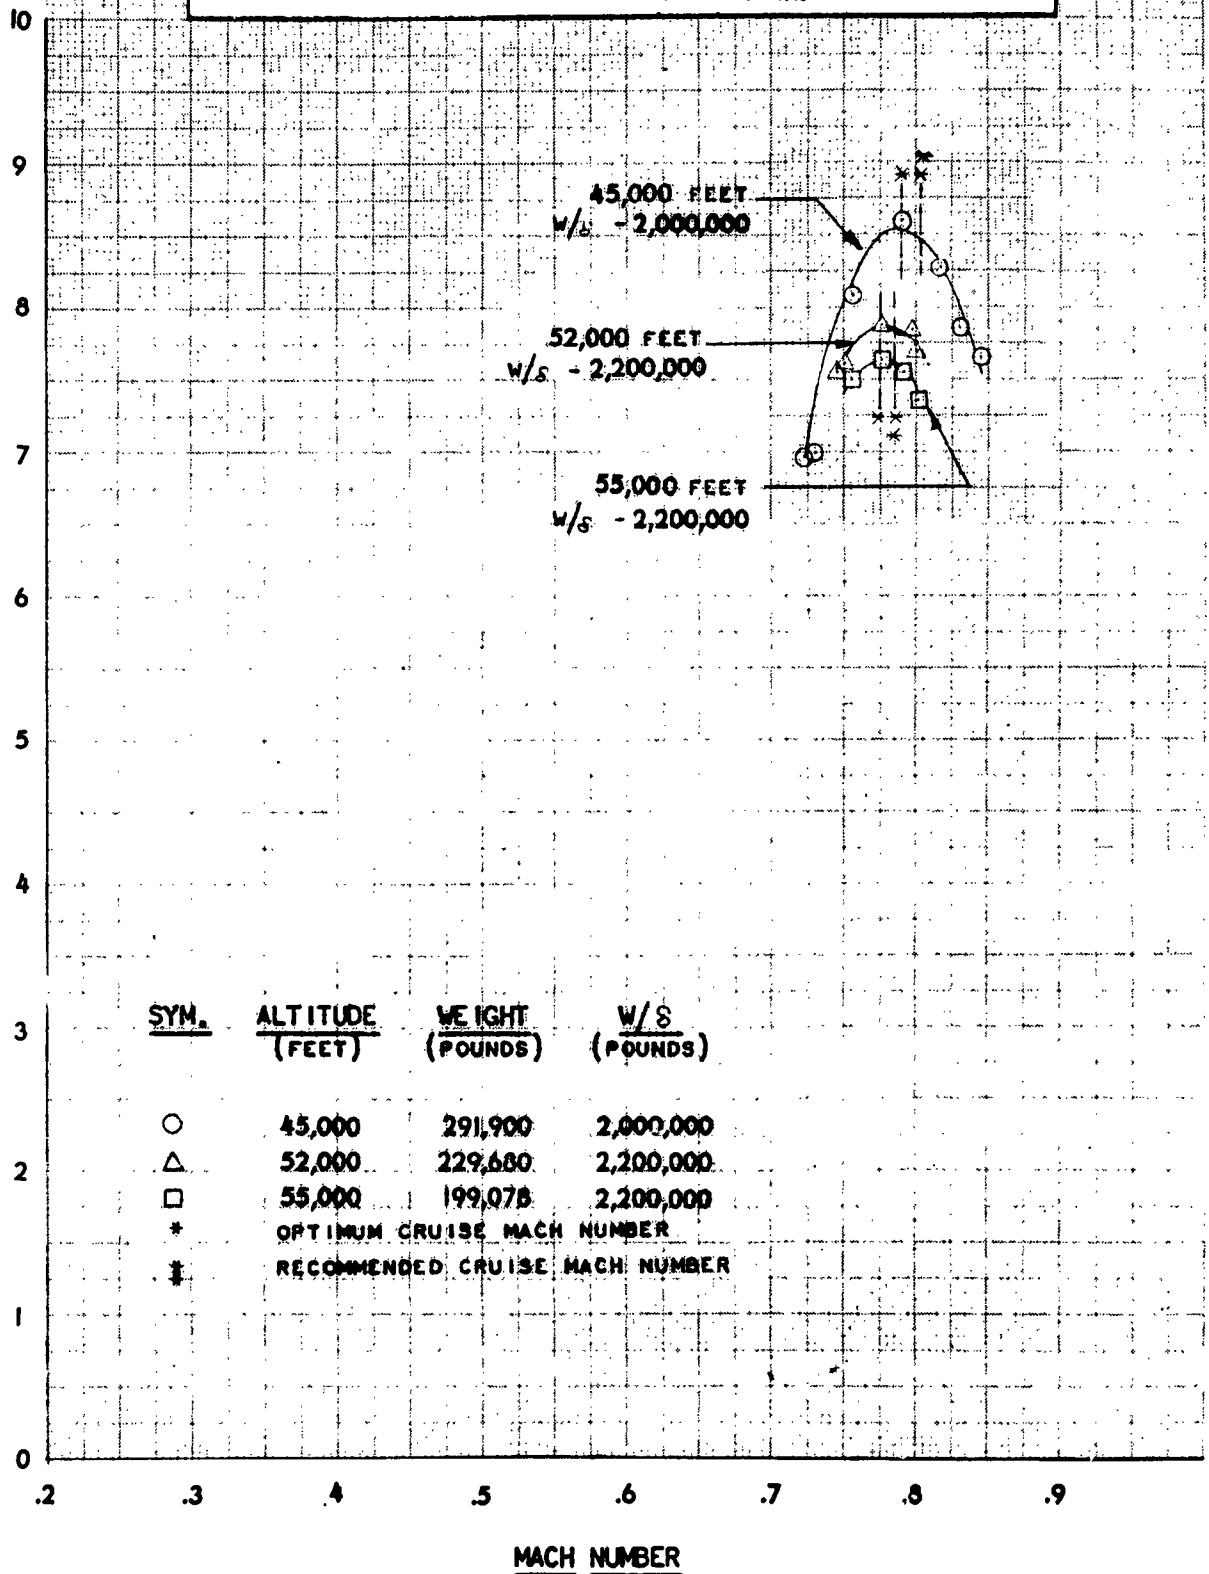 10
9
8
7
6
5
4
3
2
1
0
45,000 FEET
W/δ - 2,000,000
52,000 FEET
W/δ - 2,200,000
55,000 FEET
W/δ - 2,200,000
SYM. ALTITUDE WEIGHT W/δ
(FEET) (POUNDS) (POUNDS)
○ 45,000 291,900 2,000,000
△ 52,000 229,680 2,200,000
□ 55,000 199,078 2,200,000
* OPTIMUM CRUISE MACH NUMBER
RECOMMENDED CRUISE MACH NUMBER
.2 .3 .4 .5 .6 .7 .8 .9
MACH NUMBER